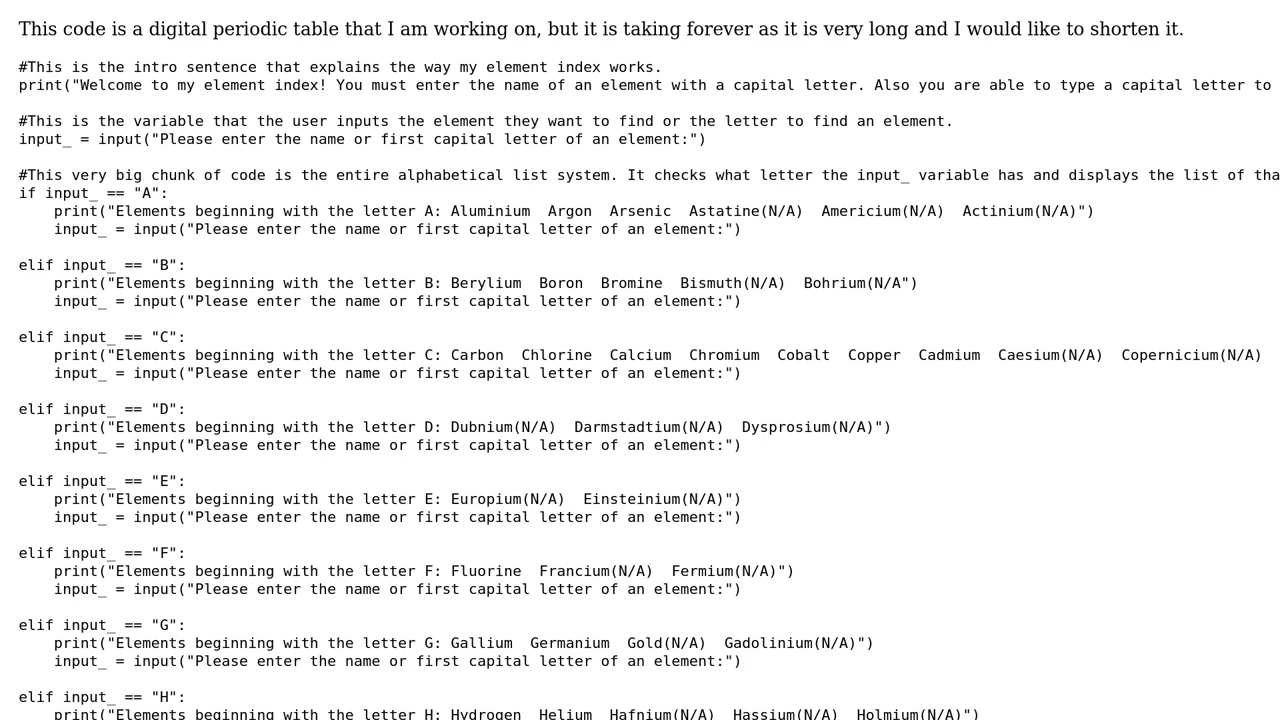 This code is a digital periodic table that I am working on, but it is taking forever as it is very long and I would like to shorten it.
#This is the intro sentence that explains the way my element index works.
print("Welcome to my element index! You must enter the name of an element with a capital letter. Also you are able to type a capital letter to
#This is the variable that the user inputs the element they want to find or the letter to find an element.
input_ = input("Please enter the name or first capital letter of an element:")
#This very big chunk of code is the entire alphabetical list system. It checks what letter the input_ variable has and displays the list of tha
if input_ == "A":
    print("Elements beginning with the letter A: Aluminium  Argon  Arsenic  Astatine(N/A)  Americium(N/A)  Actinium(N/A)")
    input_ = input("Please enter the name or first capital letter of an element:")
elif input_ == "B":
    print("Elements beginning with the letter B: Berylium  Boron  Bromine  Bismuth(N/A)  Bohrium(N/A")
    input_ = input("Please enter the name or first capital letter of an element:")
elif input_ == "C":
    print("Elements beginning with the letter C: Carbon  Chlorine  Calcium  Chromium  Cobalt  Copper  Cadmium  Caesium(N/A)  Copernicium(N/A)
    input_ = input("Please enter the name or first capital letter of an element:")
elif input_ == "D":
    print("Elements beginning with the letter D: Dubnium(N/A)  Darmstadtium(N/A)  Dysprosium(N/A)")
    input_ = input("Please enter the name or first capital letter of an element:")
elif input_ == "E":
    print("Elements beginning with the letter E: Europium(N/A)  Einsteinium(N/A)")
    input_ = input("Please enter the name or first capital letter of an element:")
elif input_ == "F":
    print("Elements beginning with the letter F: Fluorine  Francium(N/A)  Fermium(N/A)")
    input_ = input("Please enter the name or first capital letter of an element:")
elif input_ == "G":
    print("Elements beginning with the letter G: Gallium  Germanium  Gold(N/A)  Gadolinium(N/A)")
    input_ = input("Please enter the name or first capital letter of an element:")
elif input_ == "H":
    print("Elements beginning with the letter H: Hydrogen  Helium  Hafnium(N/A)  Hassium(N/A)  Holmium(N/A)")